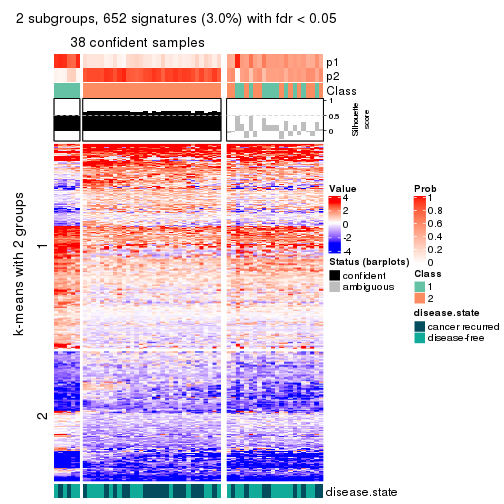 2 subgroups, 652 signatures (3.0%) with fdr < 0.05
38 confident samples
p1
p2
Class
1
0.5
0
Silhouette
score
k-means with 2 groups
1
2
disease.state
Value
4
2
0
-2
-4
Status (barplots)
confident
ambiguous
Prob
1
0.8
0.6
0.4
0.2
0
Class
1
2
disease.state
cancer recurred
disease-free